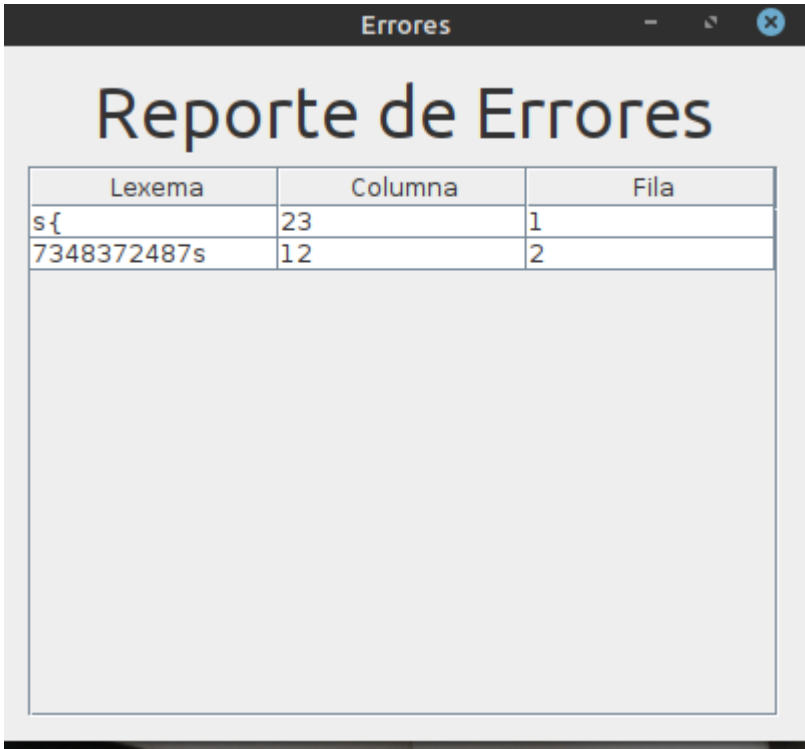 Errores
Reporte de Errores
Lexema Columna Fila
s{ 23 1
7348372487s 12 2